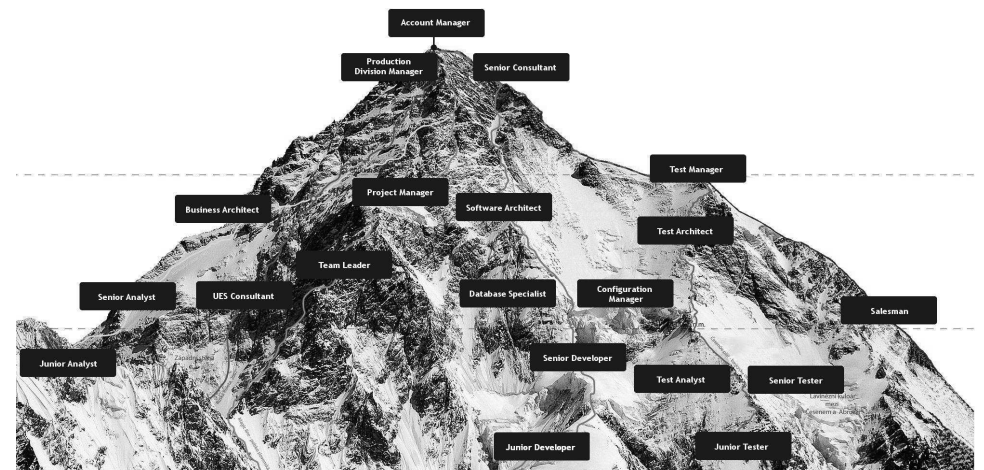 Account Manager
Production
Division Manager
Senior Consultant
Test Manager
Project Manager
Business Architect
Software Architect
Test Architect
Team Leader
Senior Analyst
UES Consultant
Database Specialist
Configuration
Manager
Salesman
Junior Analyst
Senior Developer
Test Analyst
Senior Tester
Junior Developer
Junior Tester